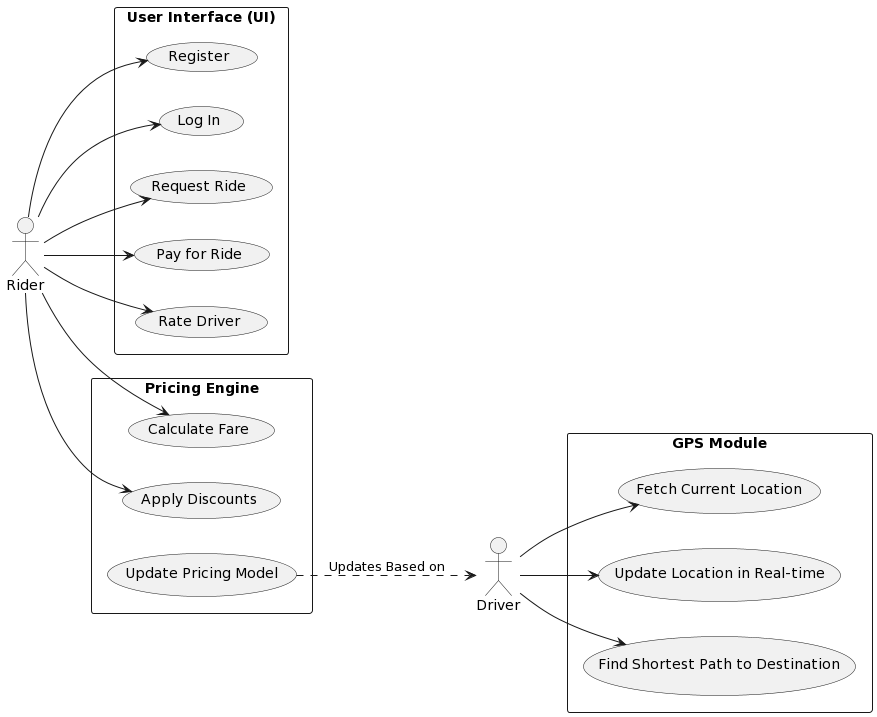 User Interface (UI)
Register
Log In
Request Ride
Pay for Ride
Rate Driver
Rider
Pricing Engine
Calculate Fare
Apply Discounts
Update Pricing Model
Updates Based on
Driver
GPS Module
Fetch Current Location
Update Location in Real-time
Find Shortest Path to Destination